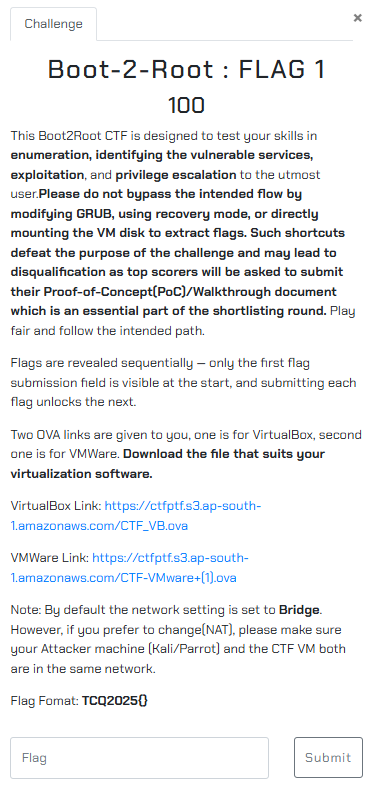 Challenge
×
Boot-2-Root : FLAG 1
100
This Boot2Root CTF is designed to test your skills in
enumeration, identifying the vulnerable services,
exploitation, and privilege escalation to the utmost
user.Please do not bypass the intended flow by
modifying GRUB, using recovery mode, or directly
mounting the VM disk to extract flags. Such shortcuts
defeat the purpose of the challenge and may lead to
disqualification as top scorers will be asked to submit
their Proof-of-Concept(PoC)/Walkthrough document
which is an essential part of the shortlisting round. Play
fair and follow the intended path.
Flags are revealed sequentially — only the first flag
submission field is visible at the start, and submitting each
flag unlocks the next.
Two OVA links are given to you, one is for VirtualBox, second
one is for VMWare. Download the file that suits your
virtualization software.
VirtualBox Link: https://ctfptf.s3.ap-south-
1.amazonaws.com/CTF_VB.ova
VMWare Link: https://ctfptf.s3.ap-south-
1.amazonaws.com/CTF-VMware+(1).ova
Note: By default the network setting is set to Bridge.
However, if you prefer to change(NAT), please make sure
your Attacker machine (Kali/Parrot) and the CTF VM both
are in the same network.
Flag Fomat: TCQ2025{}
Flag
Submit